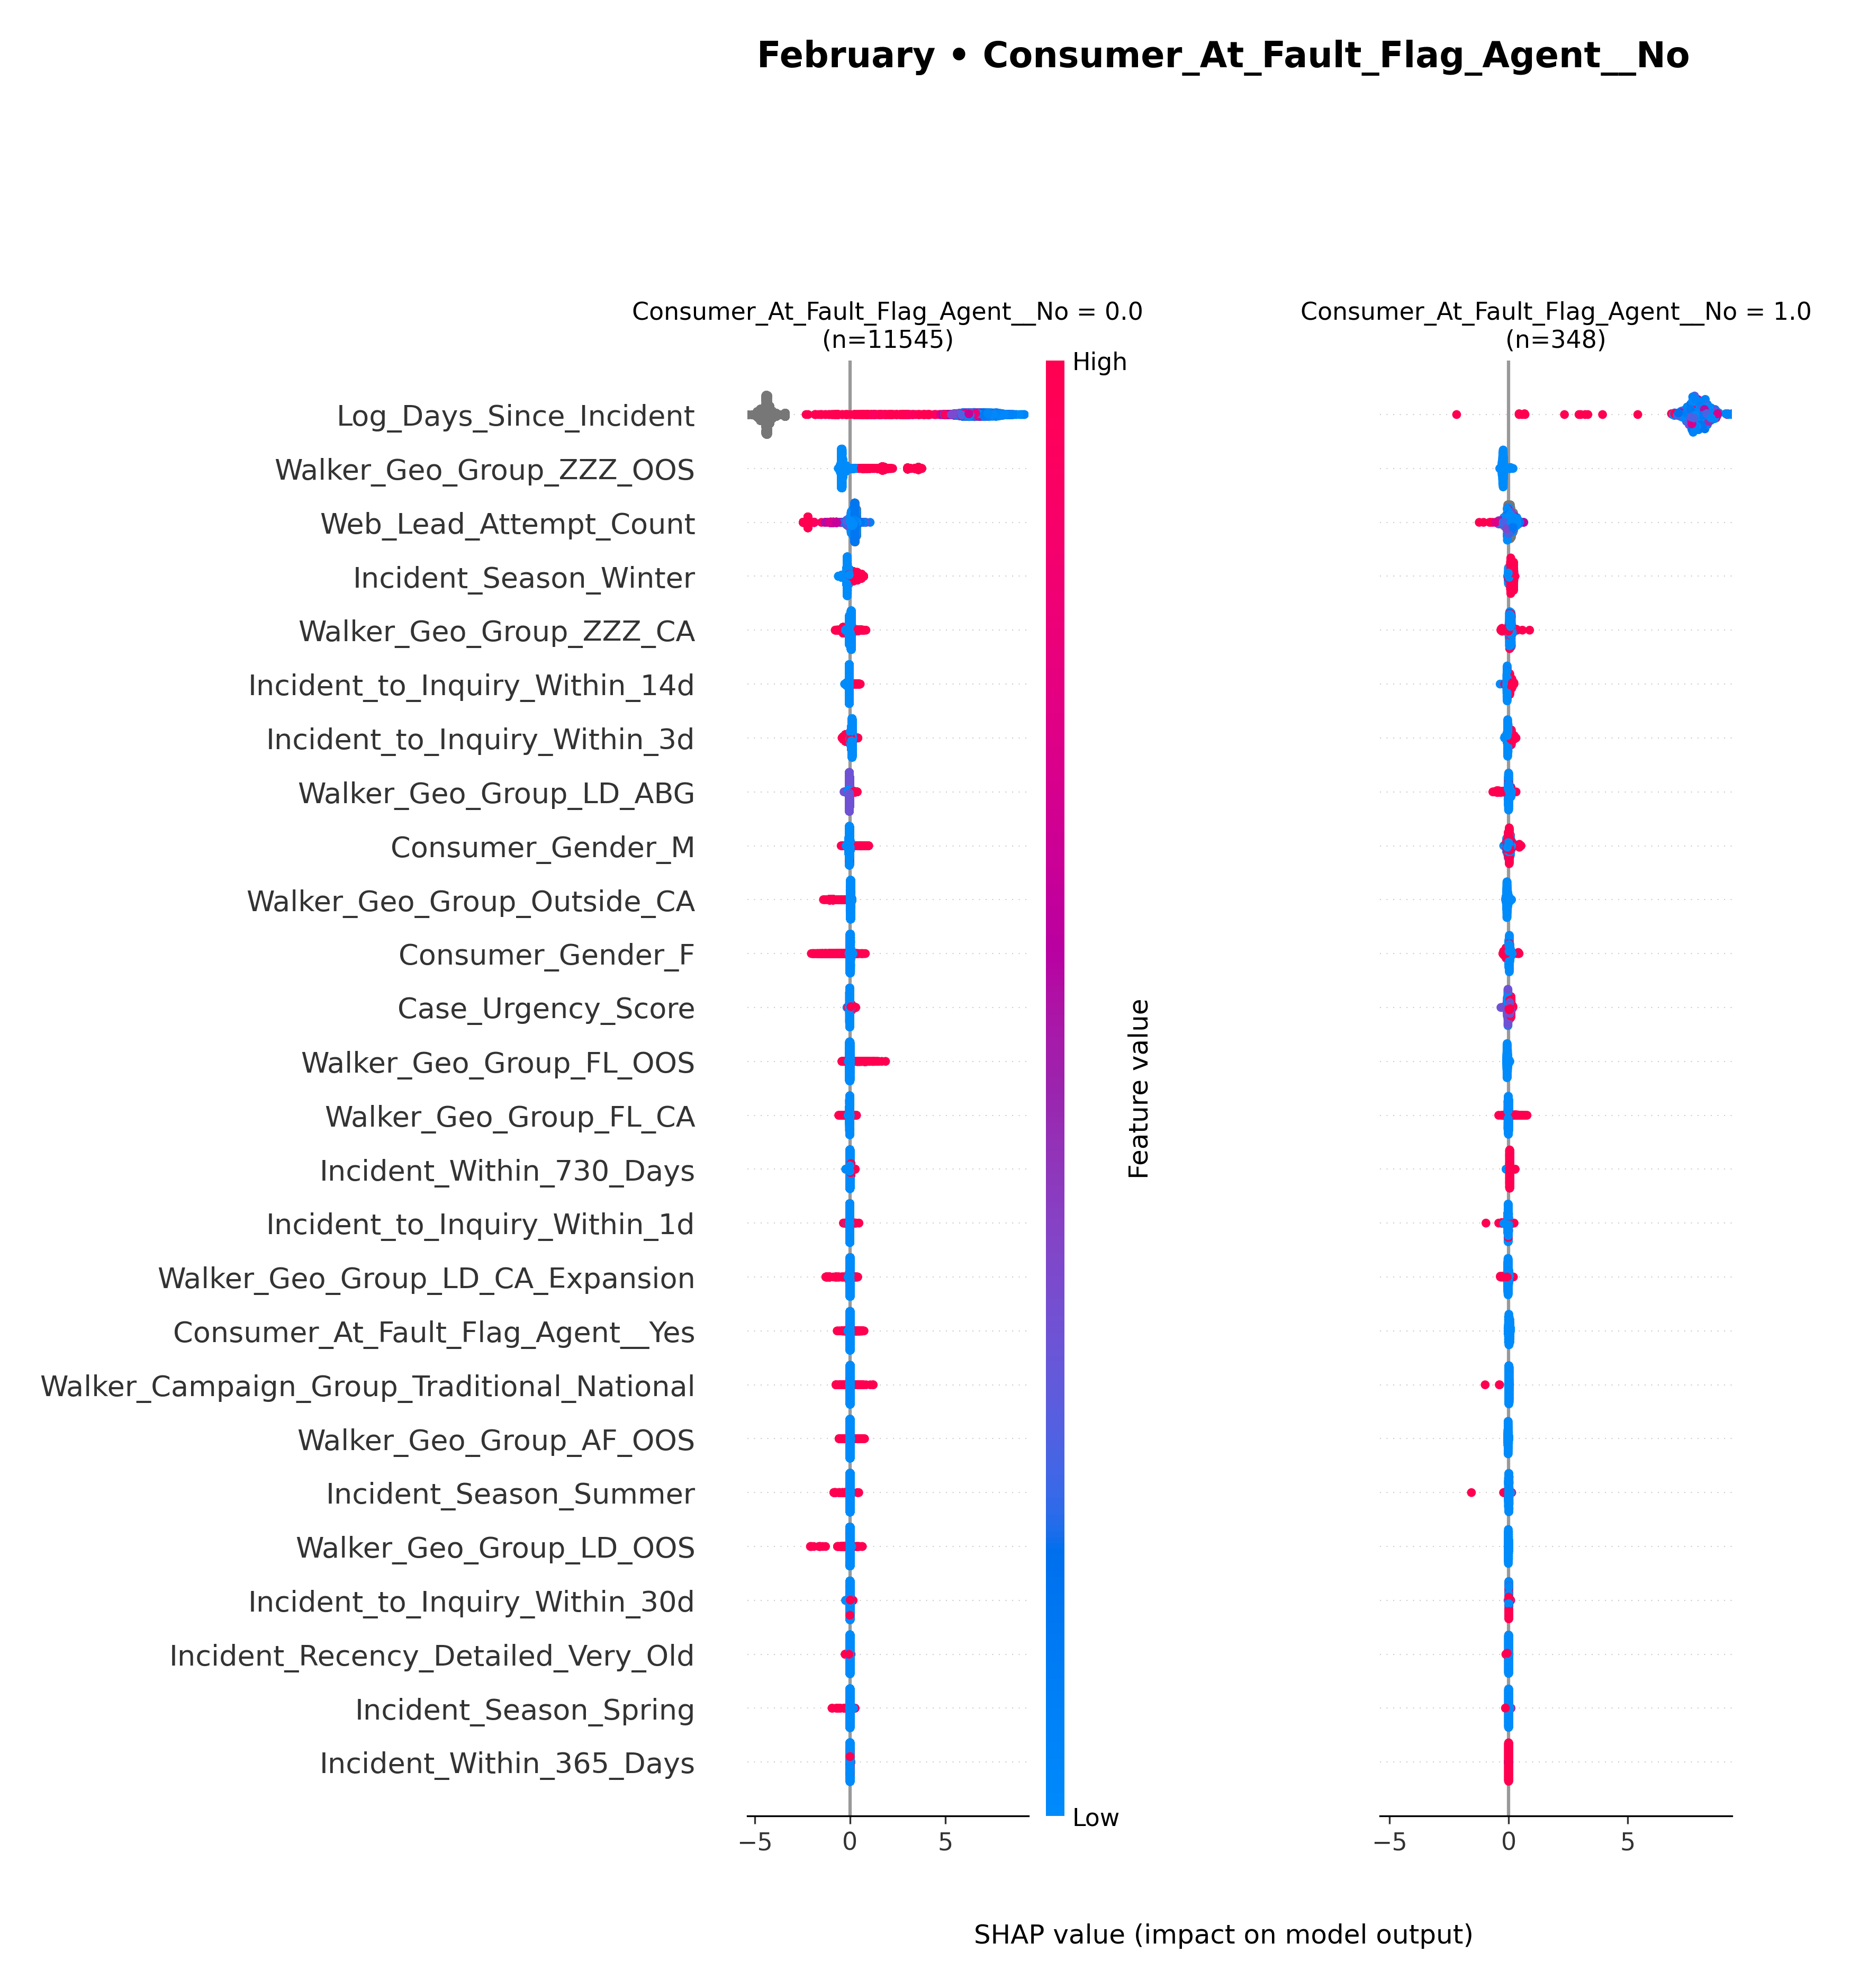 February • Consumer_At_Fault_Flag_Agent__No
Consumer_At_Fault_Flag_Agent__No = 0.0
(n=11545)
Consumer_At_Fault_Flag_Agent__No = 1.0
(n=348)
High
Log_Days_Since_Incident
Walker_Geo_Group_ZZZ_OOS
Web_Lead_Attempt_Count
Incident_Season_Winter
Walker_Geo_Group_ZZZ_CA
Incident_to_Inquiry_Within_14d
Incident_to_Inquiry_Within_3d
Walker_Geo_Group_LD_ABG
Consumer_Gender_M
Walker_Geo_Group_Outside_CA
Consumer_Gender_F
Case_Urgency_Score
Walker_Geo_Group_FL_OOS
Walker_Geo_Group_FL_CA
Incident_Within_730_Days
Incident_to_Inquiry_Within_1d
Walker_Geo_Group_LD_CA_Expansion
Consumer_At_Fault_Flag_Agent__Yes
Walker_Campaign_Group_Traditional_National
Walker_Geo_Group_AF_OOS
Incident_Season_Summer
Walker_Geo_Group_LD_OOS
Incident_to_Inquiry_Within_30d
Incident_Recency_Detailed_Very_Old
Incident_Season_Spring
Incident_Within_365_Days
Feature value
Low
−5 0 5
−5 0 5
SHAP value (impact on model output)